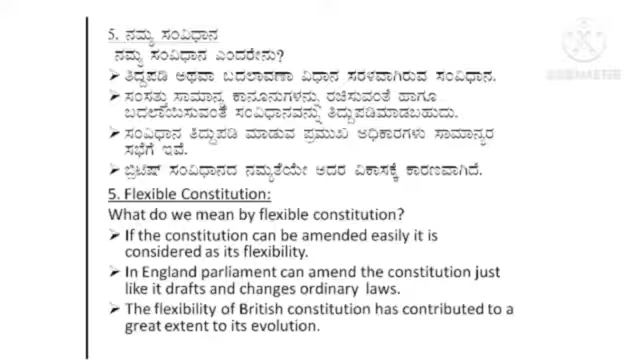 5. ನಮ್ಯ ಸಂವಿಧಾನ
ನಮ್ಯ ಸಂವಿಧಾನ ಎಂದರೇನು?
➢ ತಿದ್ದಪಡಿ ಅಥವಾ ಬದಲಾವಣಾ ವಿಧಾನ ಸರಳವಾಗಿರುವ ಸಂವಿಧಾನ.
➢ ಸಂಸತ್ತು ಸಾಮಾನ್ಯ ಕಾನೂನುಗಳನ್ನು ರಚಿಸುವಂತೆ ಹಾಗೂ
ಬದಲಾಯಿಸುವಂತೆ ಸಂವಿಧಾನವನ್ನು ತಿದ್ದುಪಡಿಮಾಡಬಹುದು.
➢ ಸಂವಿಧಾನ ತಿದ್ದುಪಡಿ ಮಾಡುವ ಪ್ರಮುಖ ಅಧಿಕಾರಗಳು ಸಾಮಾನ್ಯರ
ಸಭೆಗೆ ಇವೆ.
➢ ಬ್ರಿಟಿಷ್ ಸಂವಿಧಾನದ ನಮ್ಯತೆಯೇ ಅದರ ವಿಕಾಸಕ್ಕೆ ಕಾರಣವಾಗಿದೆ.
5. Flexible Constitution:
What do we mean by flexible constitution?
➢ If the constitution can be amended easily it is
considered as its flexibility.
➢ In England parliament can amend the constitution just
like it drafts and changes ordinary laws.
➢ The flexibility of British constitution has contributed to a
great extent to its evolution.